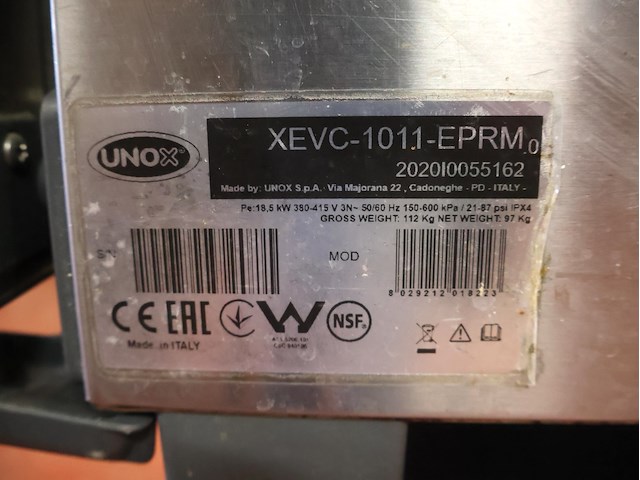 UNOX
XEVC-1011-EPRM 0
2020I0055162
Made by: UNOX S.p.A. - Via Majorana 22 , Cadoneghe - PD - ITALY -
Pe:18,5 kW 380-415 V 3N~ 50/60 Hz 150-600 kPa / 21-87 psi IPX4
GROSS WEIGHT: 112 Kg NET WEIGHT: 97 Kg
MOD
8 029212 018223
CE EAC W NSF
Made in ITALY